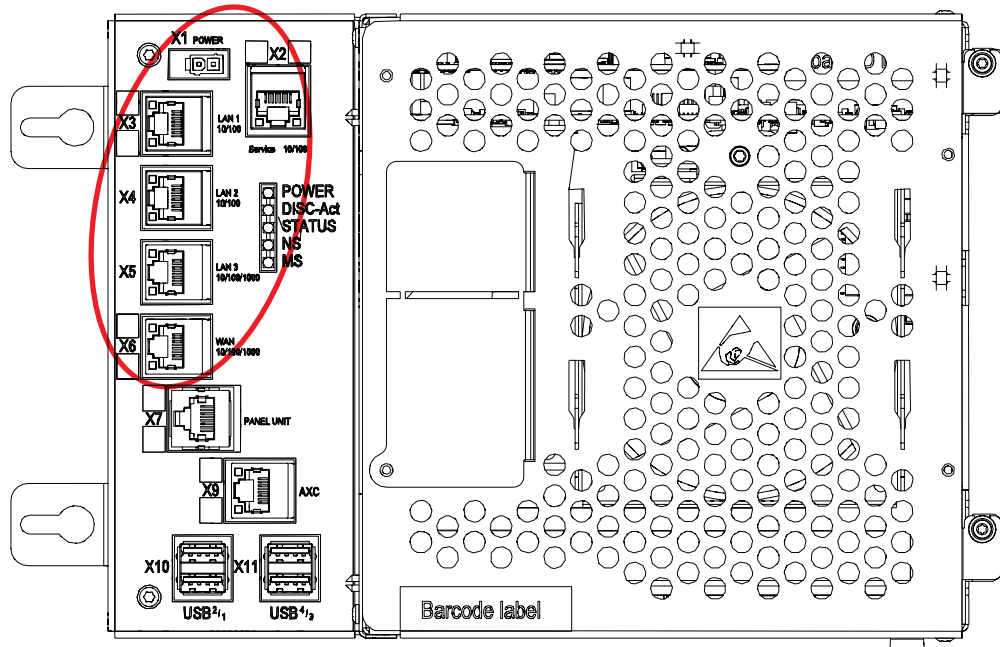 X1 POWER
X2
X3
LAN 1
10/100
Service 10/100
X4
LAN 2
10/100
POWER
DISC-Act
STATUS
NS
MS
X5
LAN 3
10/100/1000
X6
WAN
10/100/1000
X7
PANEL UNIT
X9
AXC
X10
X11
USB²/₁
USB⁴/₃
Barcode label